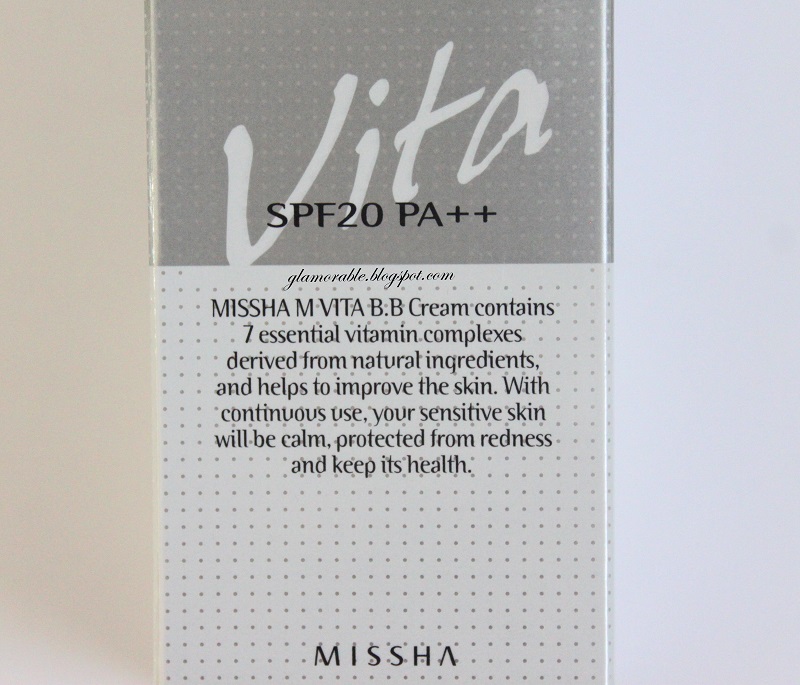 Vita
SPF20 PA++
glamorable.blogspot.com
MISSHA M VITA B.B Cream contains
7 essential vitamin complexes
derived from natural inqredients,
and helps to improve the skin. With
continuous use, your sensitive skin
will be calm, protected from redness
and keep its health.
MISSHA